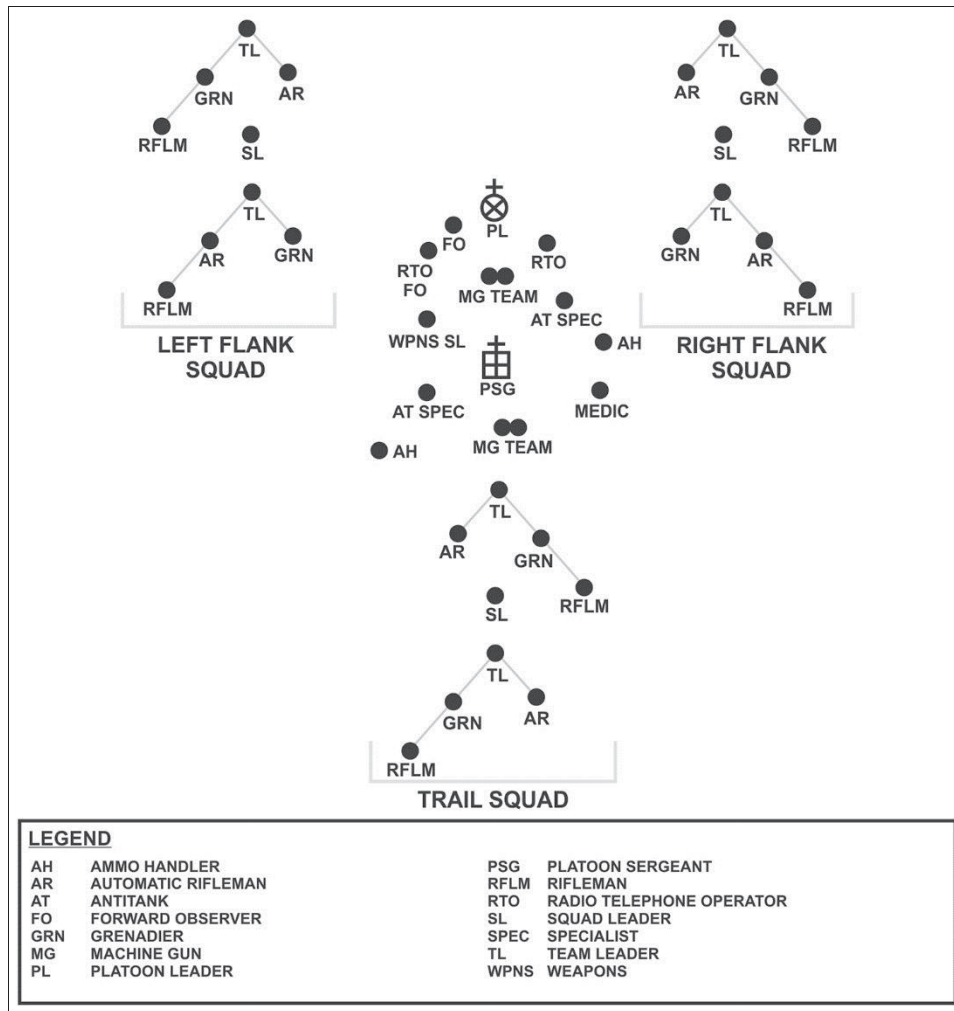 TL
GRN
AR
RFLM
SL
TL
AR
GRN
RFLM
LEFT FLANK
SQUAD
TL
AR
GRN
RFLM
SL
TL
GRN
AR
RFLM
RIGHT FLANK
SQUAD
PL
FO
RTO
FO
RTO
MG TEAM
AT SPEC
WPNS SL
AH
PSG
AT SPEC
MEDIC
MG TEAM
AH
TL
AR
GRN
RFLM
SL
TL
GRN
AR
RFLM
TRAIL SQUAD
LEGEND
AH AMMO HANDLER
AR AUTOMATIC RIFLEMAN
AT ANTITANK
FO FORWARD OBSERVER
GRN GRENADIER
MG MACHINE GUN
PL PLATOON LEADER
PSG PLATOON SERGEANT
RFLM RIFLEMAN
RTO RADIO TELEPHONE OPERATOR
SL SQUAD LEADER
SPEC SPECIALIST
TL TEAM LEADER
WPNS WEAPONS